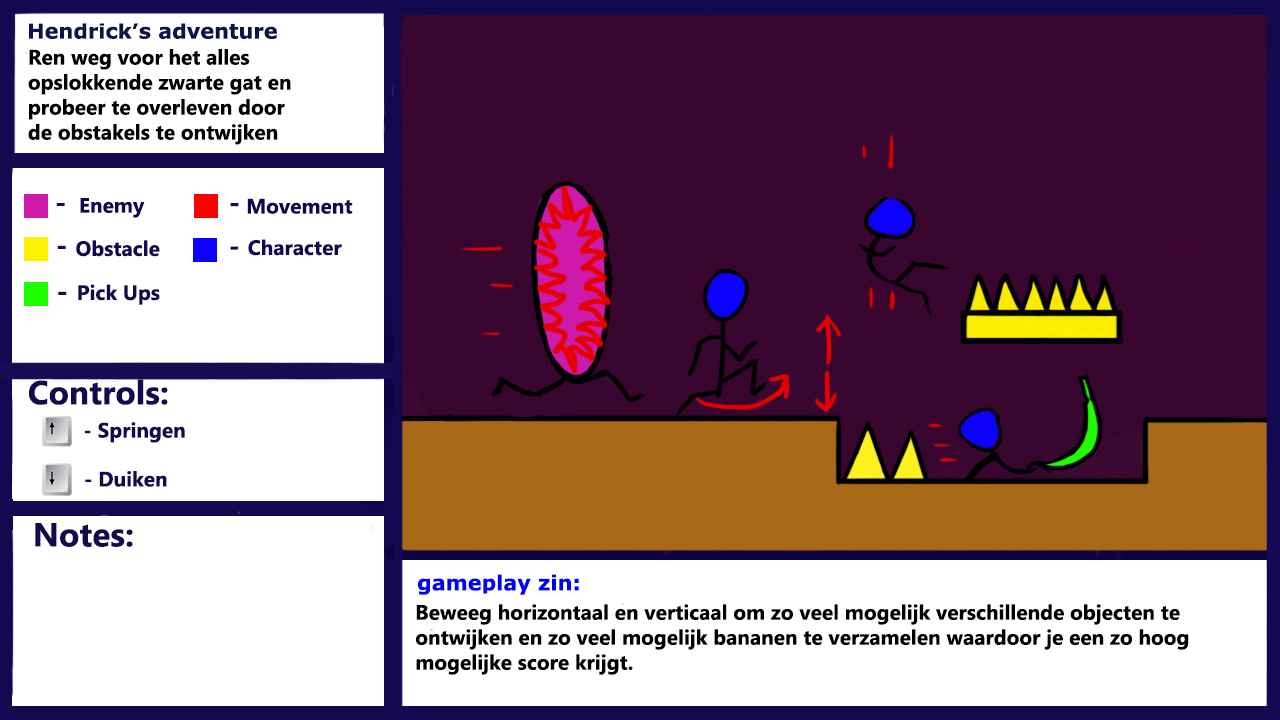 Hendrick's adventure
Ren weg voor het alles
opslokkende zwarte gat en
probeer te overleven door
de obstakels te ontwijken
- Enemy
- Movement
- Obstacle
- Character
- Pick Ups
Controls:
↑ - Springen
↓ - Duiken
Notes:
gameplay zin:
Beweeg horizontaal en verticaal om zo veel mogelijk verschillende objecten te
ontwijken en zo veel mogelijk bananen te verzamelen waardoor je een zo hoog
mogelijke score krijgt.